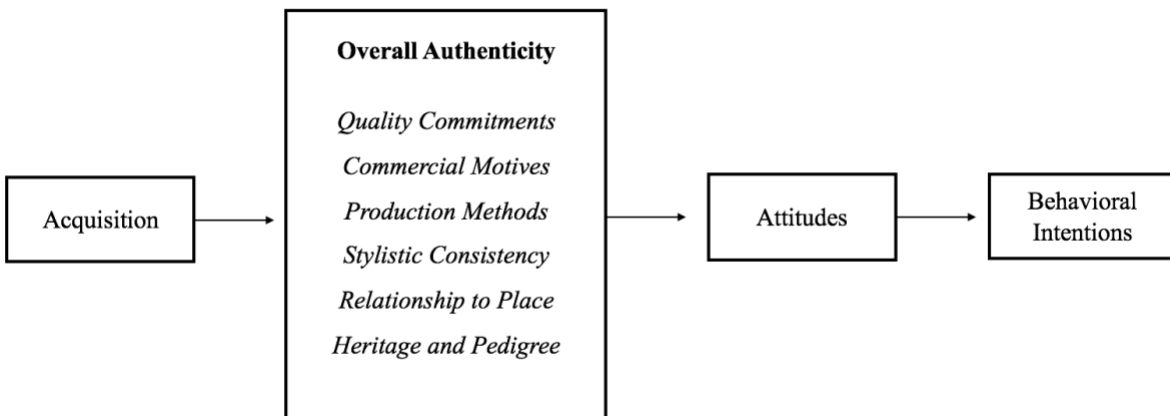 Acquisition
Overall Authenticity
Quality Commitments
Commercial Motives
Production Methods
Stylistic Consistency
Relationship to Place
Heritage and Pedigree
Attitudes
Behavioral
Intentions